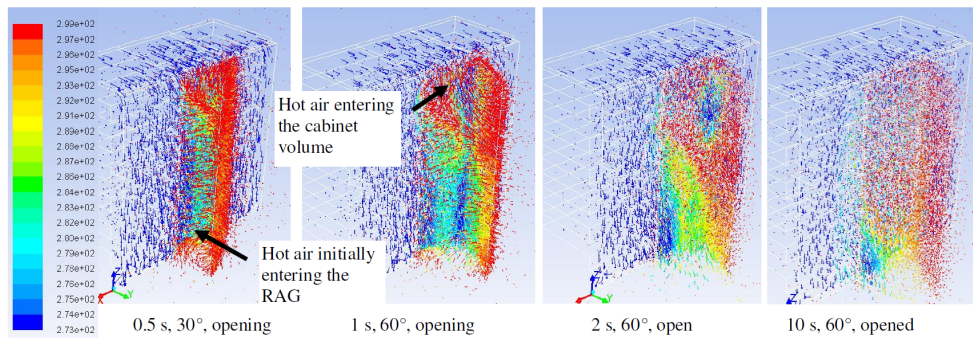 2.99e+02
2.97e+02
2.96e+02
2.95e+02
2.92e+02
2.91e+02
2.90e+02
2.88e+02
2.87e+02
2.84e+02
2.83e+02
2.82e+02
2.80e+02
2.79e+02
2.78e+02
2.75e+02
2.74e+02
2.73e+02
Hot air entering
the cabinet
volume
Hot air initially
entering the
RAG
Z
X
Y
Z
X
Y
Z
X
Y
Z
0.5 s, 30°, opening
1 s, 60°, opening
2 s, 60°, open
10 s, 60°, opened